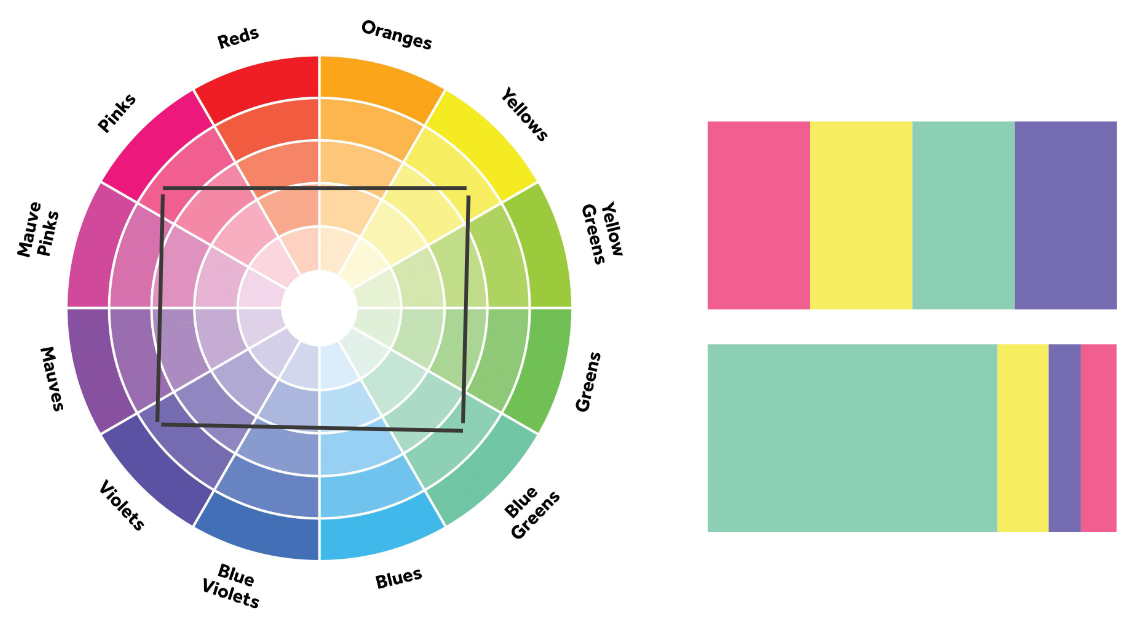 Reds
Oranges
Pinks
Yellows
Mauve
Pinks
Yellow
Greens
Mauves
Greens
Violets
Blue
Greens
Blue
Violets
Blues